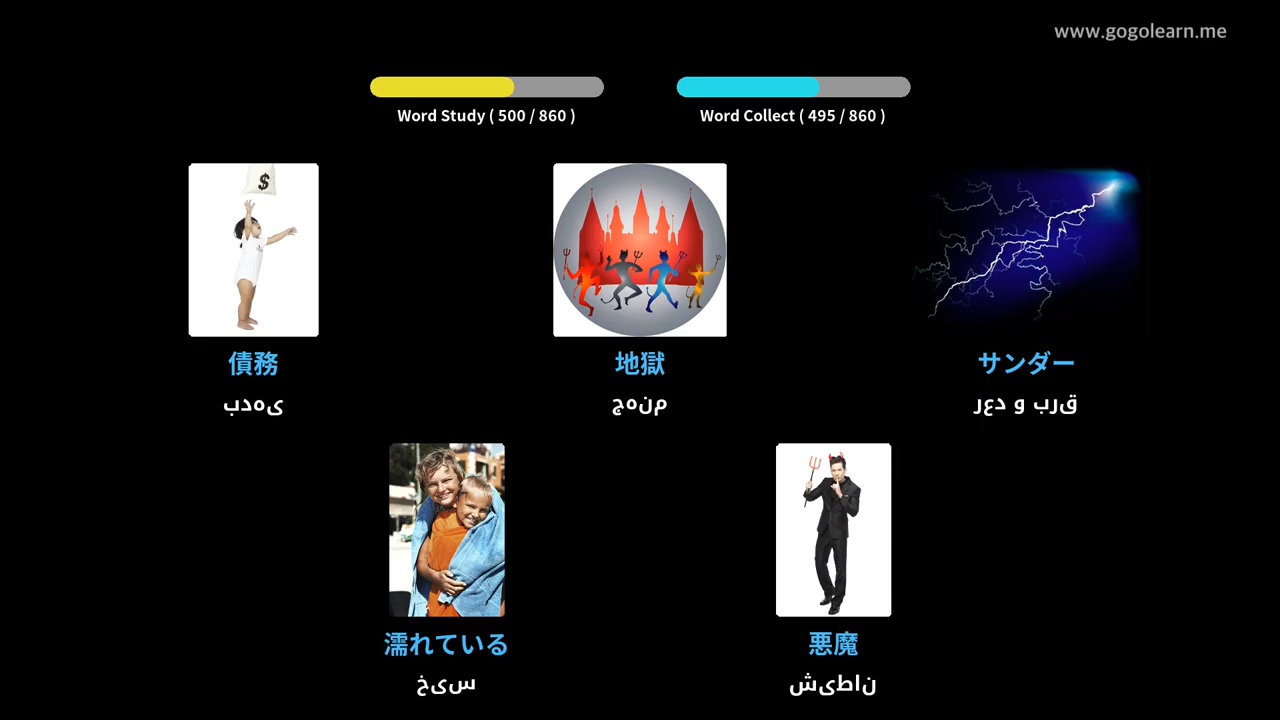 www.gogolearn.me
Word Study ( 500 / 860 )
Word Collect ( 495 / 860 )
債務
地獄
サンダー
بدهی
جهنم
رعد و برق
濡れている
悪魔
خیس
شیطان